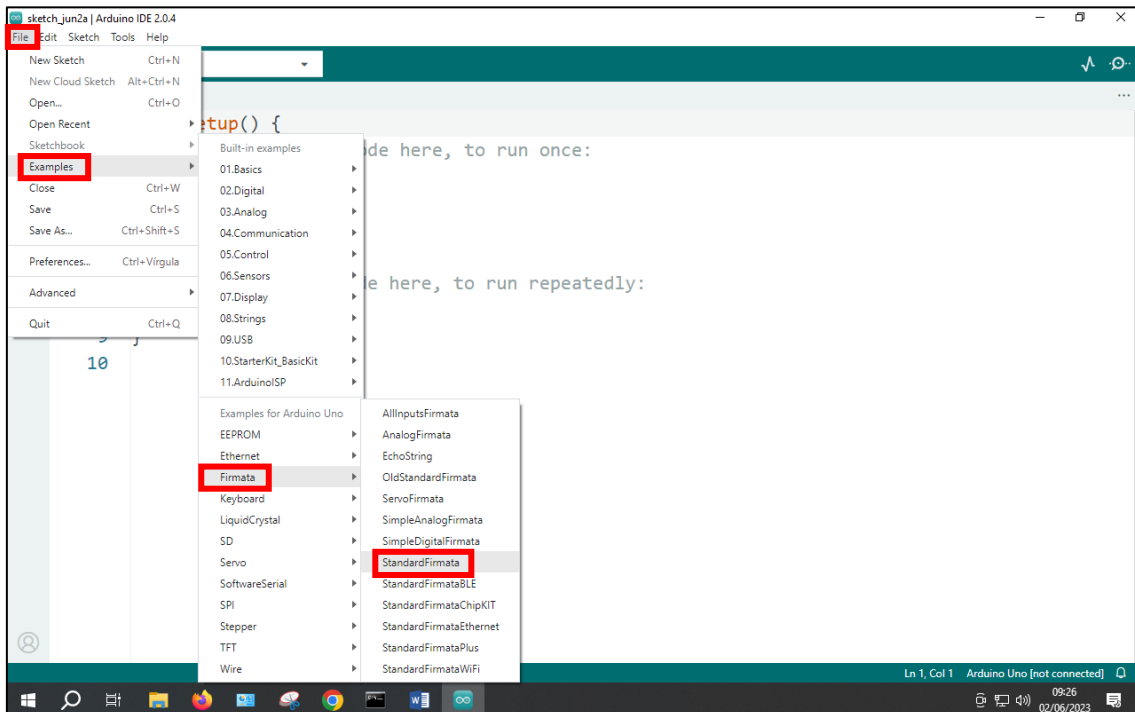 sketch_jun2a | Arduino IDE 2.0.4
File Edit Sketch Tools Help
New Sketch Ctrl+N
New Cloud Sketch Alt+Ctrl+N
Open... Ctrl+O
Open Recent
Sketchbook
Examples
Close Ctrl+W
Save Ctrl+S
Save As... Ctrl+Shift+S
Preferences... Ctrl+Vírgula
Advanced
Quit Ctrl+Q
etup() {
de here, to run once:
e here, to run repeatedly:
9 }
10
Built-in examples
01.Basics
02.Digital
03.Analog
04.Communication
05.Control
06.Sensors
07.Display
08.Strings
09.USB
10.StarterKit_BasicKit
11.ArduinoISP
Examples for Arduino Uno
EEPROM
Ethernet
Firmata
Keyboard
LiquidCrystal
SD
Servo
SoftwareSerial
SPI
Stepper
TFT
Wire
AllInputsFirmata
AnalogFirmata
EchoString
OldStandardFirmata
ServoFirmata
SimpleAnalogFirmata
SimpleDigitalFirmata
StandardFirmata
StandardFirmataBLE
StandardFirmataChipKIT
StandardFirmataEthernet
StandardFirmataPlus
StandardFirmataWiFi
Ln 1, Col 1 Arduino Uno [not connected]
09:26
02/06/2023